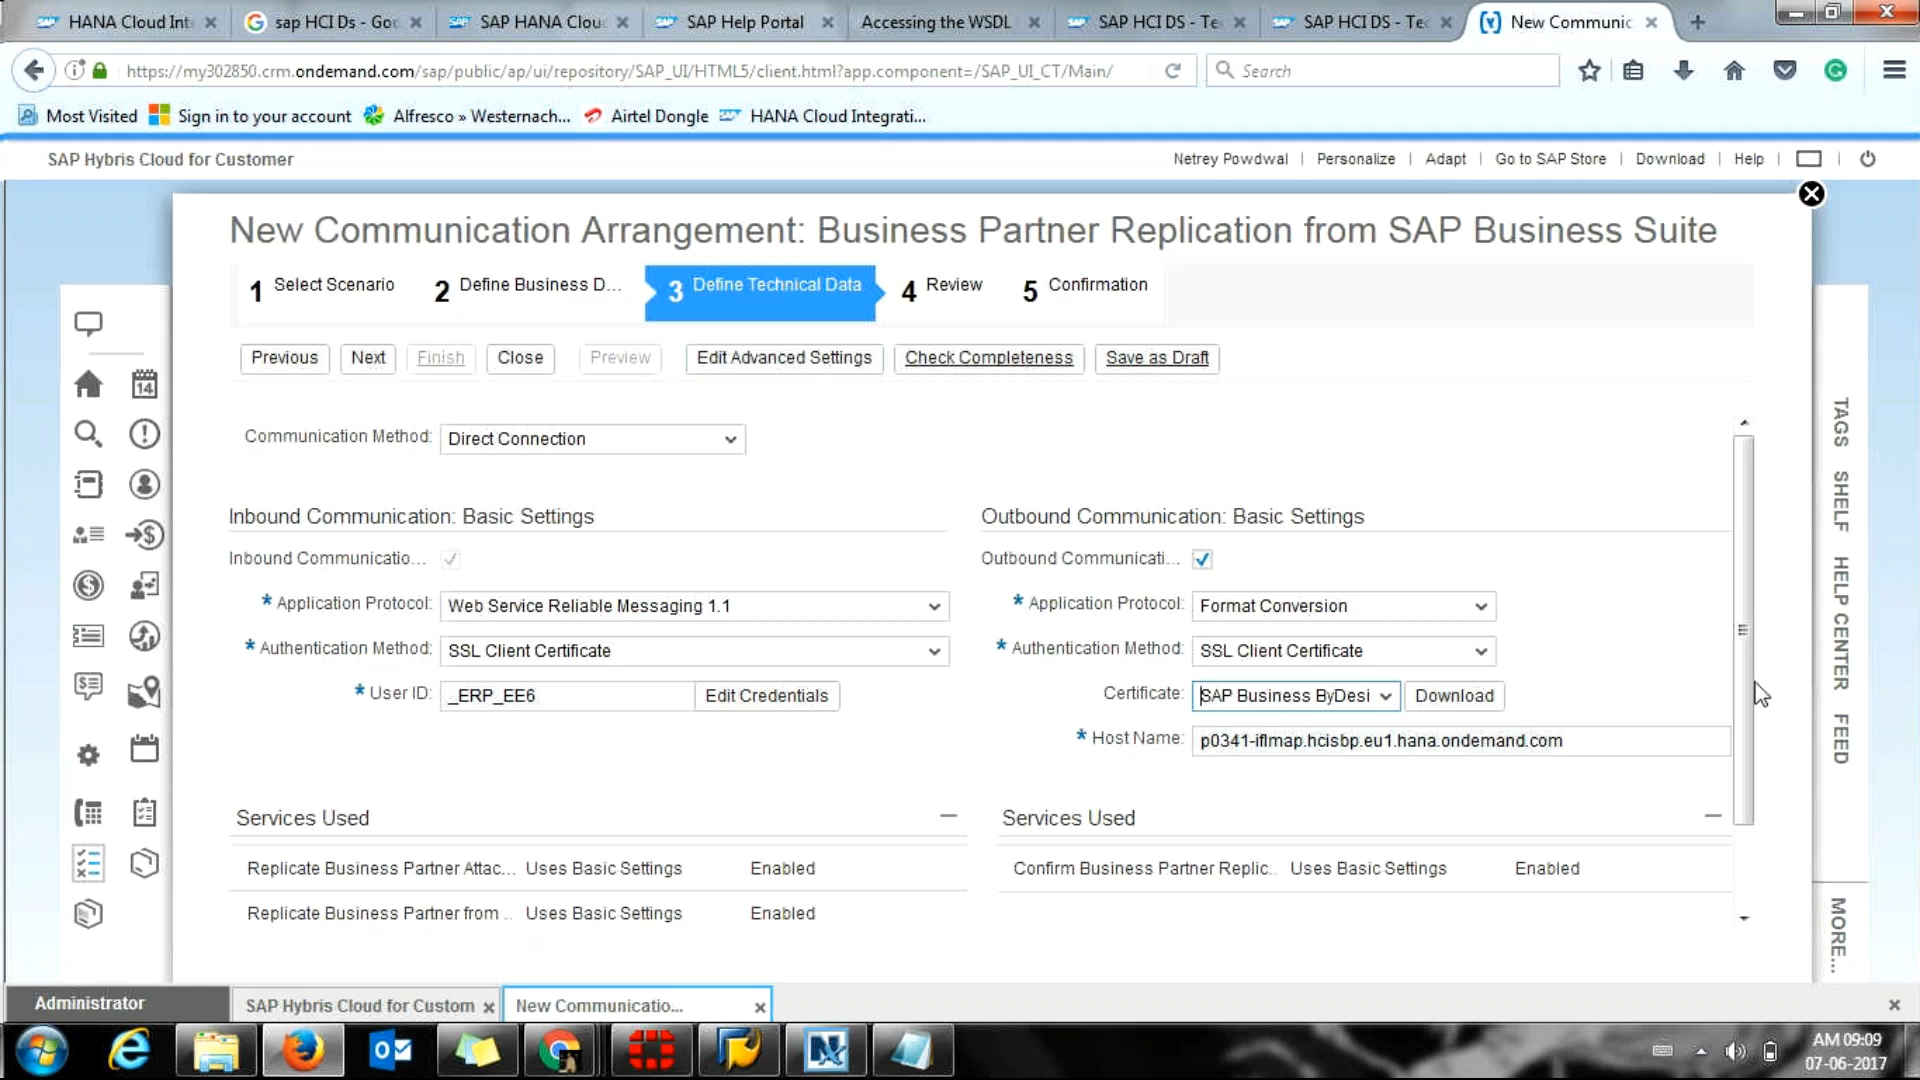 HANA Cloud Int
sap HCI Ds - Goo
SAP HANA Clou
SAP Help Portal
Accessing the WSDL
SAP HCI DS - Te
SAP HCI DS - Te
New Communic
https://my302850.crm.ondemand.com/sap/public/ap/ui/repository/SAP_UI/HTML5/client.html?app.component=/SAP_UI_CT/Main/
Search
Most Visited
Sign in to your account
Alfresco » Westernach...
Airtel Dongle
HANA Cloud Integrati...
SAP Hybris Cloud for Customer
Netrey Powdwal
Personalize
Adapt
Go to SAP Store
Download
Help
New Communication Arrangement: Business Partner Replication from SAP Business Suite
1 Select Scenario
2 Define Business D...
3 Define Technical Data
4 Review
5 Confirmation
Previous
Next
Finish
Close
Preview
Edit Advanced Settings
Check Completeness
Save as Draft
Communication Method: Direct Connection
Inbound Communication: Basic Settings
Inbound Communicatio...
* Application Protocol: Web Service Reliable Messaging 1.1
* Authentication Method: SSL Client Certificate
* User ID: _ERP_EE6
Edit Credentials
Outbound Communication: Basic Settings
Outbound Communicati...
* Application Protocol: Format Conversion
* Authentication Method: SSL Client Certificate
Certificate: SAP Business ByDesi
Download
* Host Name: p0341-iflmap.hcisbp.eu1.hana.ondemand.com
Services Used
Replicate Business Partner Attac... Uses Basic Settings Enabled
Replicate Business Partner from .. Uses Basic Settings Enabled
Services Used
Confirm Business Partner Replic.. Uses Basic Settings Enabled
14
TAGS
SHELF
HELP CENTER
FEED
MORE...
Administrator
SAP Hybris Cloud for Custom
New Communicatio...
AM 09:09
07-06-2017